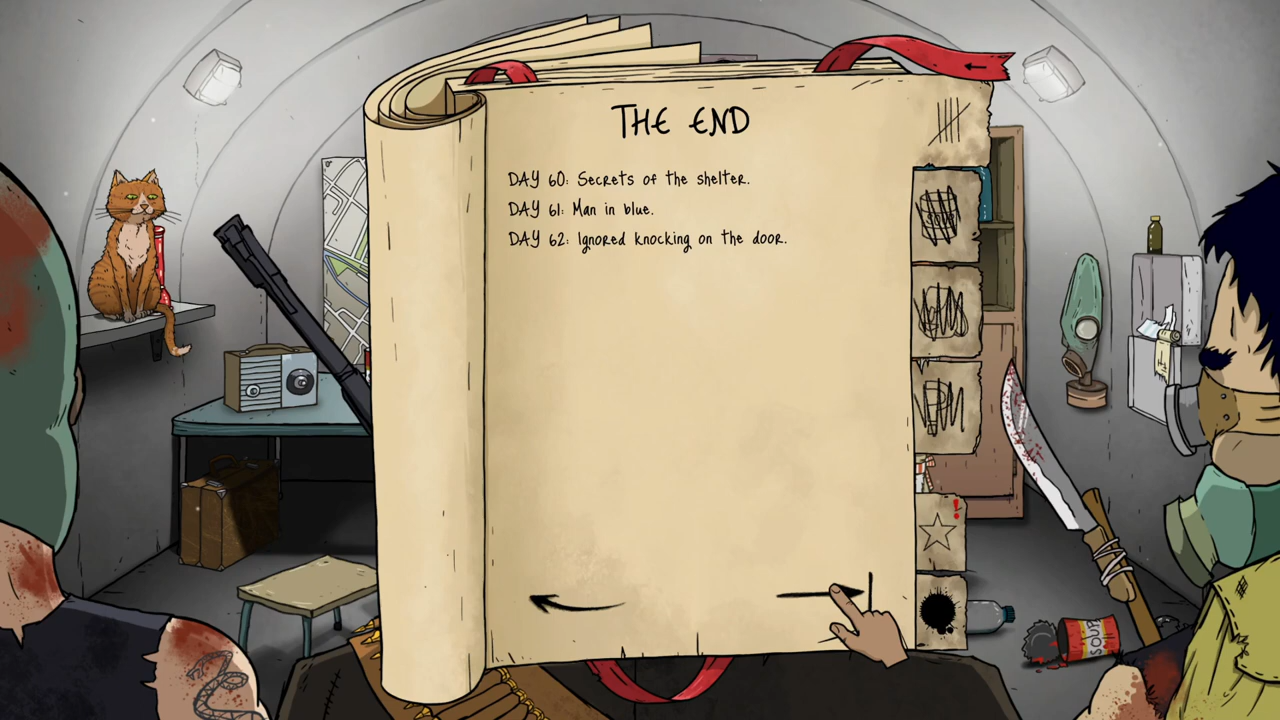 THE END
DAY 60: Secrets of the shelter.
DAY 61: Man in blue.
DAY 62: Ignored knocking on the door.
SOUP